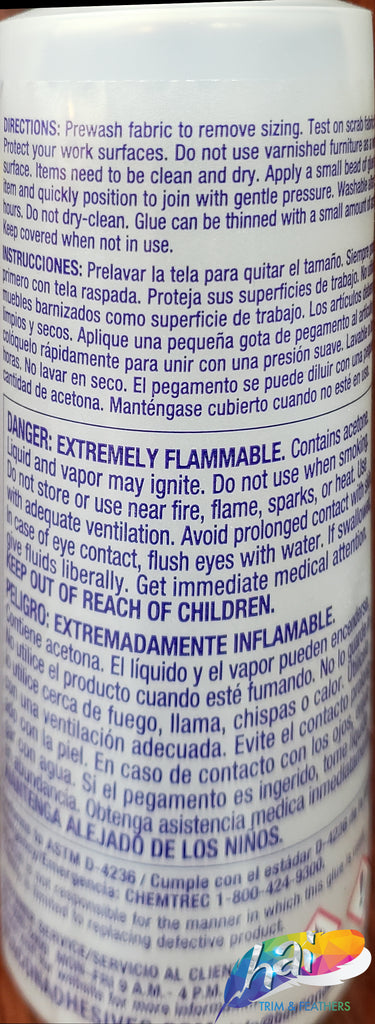 DIRECTIONS: Prewash fabric to remove sizing. Test on scrab
Protect your work surfaces. Do not use varnished furniture as a
surface. Items need to be clean and dry. Apply a small bead of
item and quickly position to join with gentle pressure. Washable
hours. Do not dry-clean. Glue can be thinned with a small amount of
Keep covered when not in use.
INSTRUCCIONES: Prelavar la tela para quitar el tamaño. Siempre
primero con tela raspada. Proteja sus superficies de trabajo. No
muebles barnizados como superficie de trabajo. Los artículos
limpios y secos. Aplique una pequeña gota de pegamento al
colóquelo rápidamente para unir con una presión suave. Lavable
horas. No lavar en seco. El pegamento se puede diluir con una
cantidad de acetona. Manténgase cubierto cuando no esté en
DANGER: EXTREMELY FLAMMABLE. Contains acetone
Liquid and vapor may ignite. Do not use when smoking.
Do not store or use near fire, flame, sparks, or heat. Use
with adequate ventilation. Avoid prolonged contact with
In case of eye contact, flush eyes with water. If swallowed
give fluids liberally. Get immediate medical attention
KEEP OUT OF REACH OF CHILDREN.
PELIGRO: EXTREMADAMENTE INFLAMABLE.
Contiene acetona. El líquido y el vapor pueden
No utilice el producto cuando esté fumando. No lo
o utilice cerca de fuego, llama, chispas o calor.
con una ventilación adecuada. Evite el contacto
con la piel. En caso de contacto con los ojos,
con agua. Si el pegamento es ingerido, tome
abundancia. Obtenga asistencia medica
MANTENGA ALEJADO DE LOS NIÑOS.
to ASTM D-4236 / Cumple con el estádar D-4236
/Emergencia: CHEMTREC 1-800-424-9300.
not responsible for the manner in which this glue is
is limited to replacing defective product.
SERVICE/SERVICIO AL CLIENTE
9 A.M. - 4 P.M.
for more information
hai
TRIM & FEATHERS